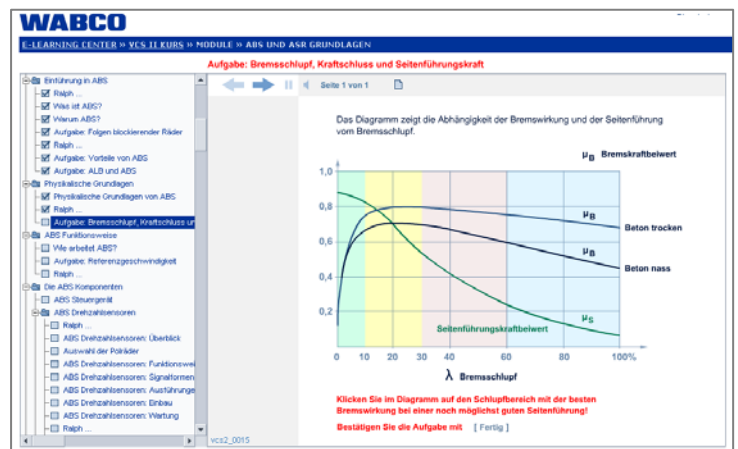 WABCO
E-LEARNING CENTER » VCS II KURS » MODULE » ABS UND ASR GRUNDLAGEN
Aufgabe: Bremsschlupf, Kraftschluss und Seitenführungskraft
Einführung in ABS
Ralph ...
Was ist ABS?
Warum ABS?
Aufgabe: Folgen blockierender Räder
Ralph ...
Aufgabe: Vorteile von ABS
Aufgabe: ALB und ABS
Physikalische Grundlagen
Physikalische Grundlagen von ABS
Ralph ...
Aufgabe: Bremsschlupf, Kraftschluss ur
ABS Funktionsweise
Wie arbeitet ABS?
Aufgabe: Referenzgeschwindigkeit
Ralph ...
Die ABS Komponenten
ABS Steuergerät
ABS Drehzahlsensoren
Ralph ...
ABS Drehzahlsensoren: Überblick
Auswahl der Polräder
ABS Drehzahlsensoren: Funktionswei
ABS Drehzahlsensoren: Signalformen
ABS Drehzahlsensoren: Ausführunge
ABS Drehzahlsensoren: Einbau
ABS Drehzahlsensoren: Wartung
Ralph ...
Seite 1 von 1
Das Diagramm zeigt die Abhängigkeit der Bremswirkung und der Seitenführung
vom Bremsschlupf.
μB Bremskraftbeiwert
1,0
0,8
0,6
0,4
0,2
μB
Beton trocken
μB
Beton nass
μS
Seitenführungskraftbeiwert
0 10 20 30 40 60 80 100%
λ Bremsschlupf
Klicken Sie im Diagramm auf den Schlupfbereich mit der besten
Bremswirkung bei einer noch möglichst guten Seitenführung!
Bestätigen Sie die Aufgabe mit [ Fertig ]
vcs2_0015